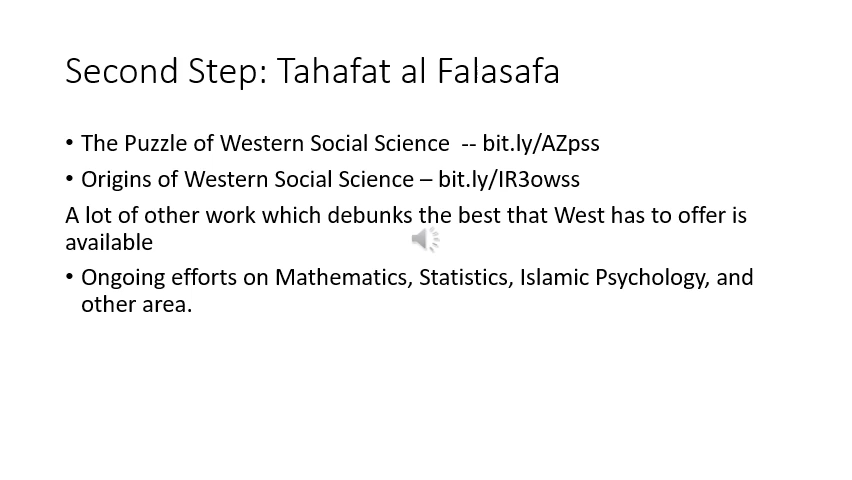 Second Step: Tahafat al Falasafa
• The Puzzle of Western Social Science -- bit.ly/AZpss
• Origins of Western Social Science – bit.ly/IR3owss
A lot of other work which debunks the best that West has to offer is
available
• Ongoing efforts on Mathematics, Statistics, Islamic Psychology, and
other area.